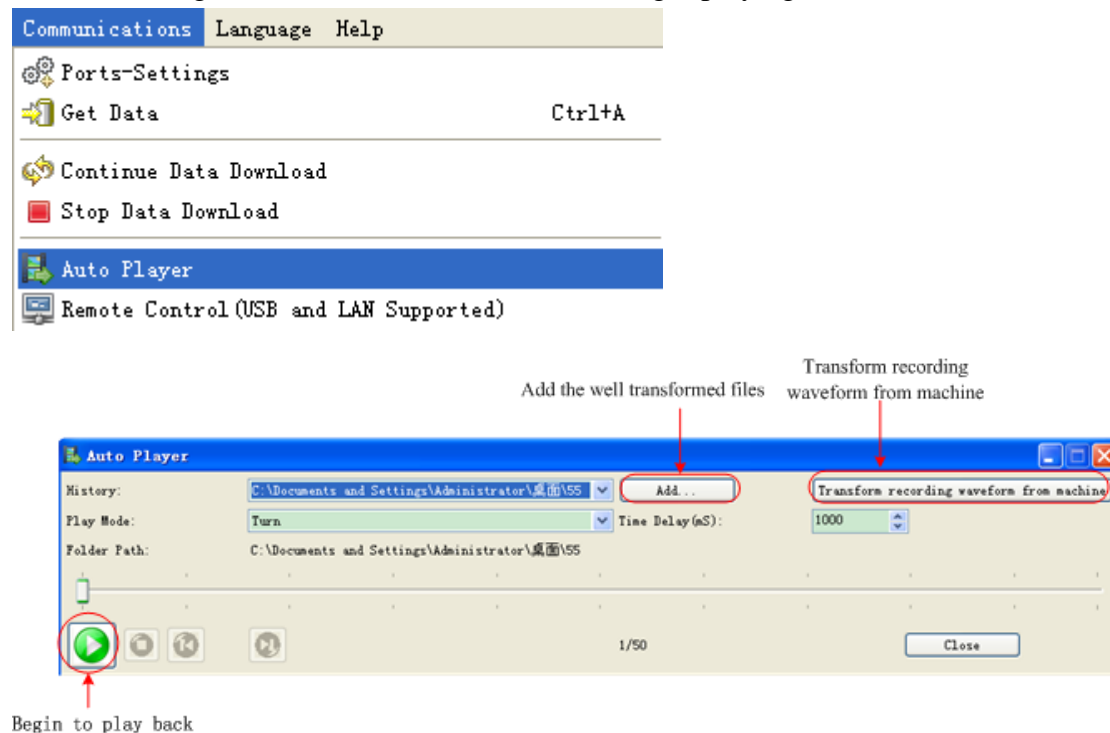 Communications Language Help
Ports-Settings
Get Data Ctrl+A
Continue Data Download
Stop Data Download
Auto Player
Remote Control(USB and LAN Supported)
Transform recording
Add the well transformed files waveform from machine
Auto Player
History: C:\Documents and Settings\Administrator\桌面\55 Add... Transform recording waveform from machine
Play Mode: Turn Time Delay(mS): 1000
Folder Path: C:\Documents and Settings\Administrator\桌面\55
1/50 Close
Begin to play back